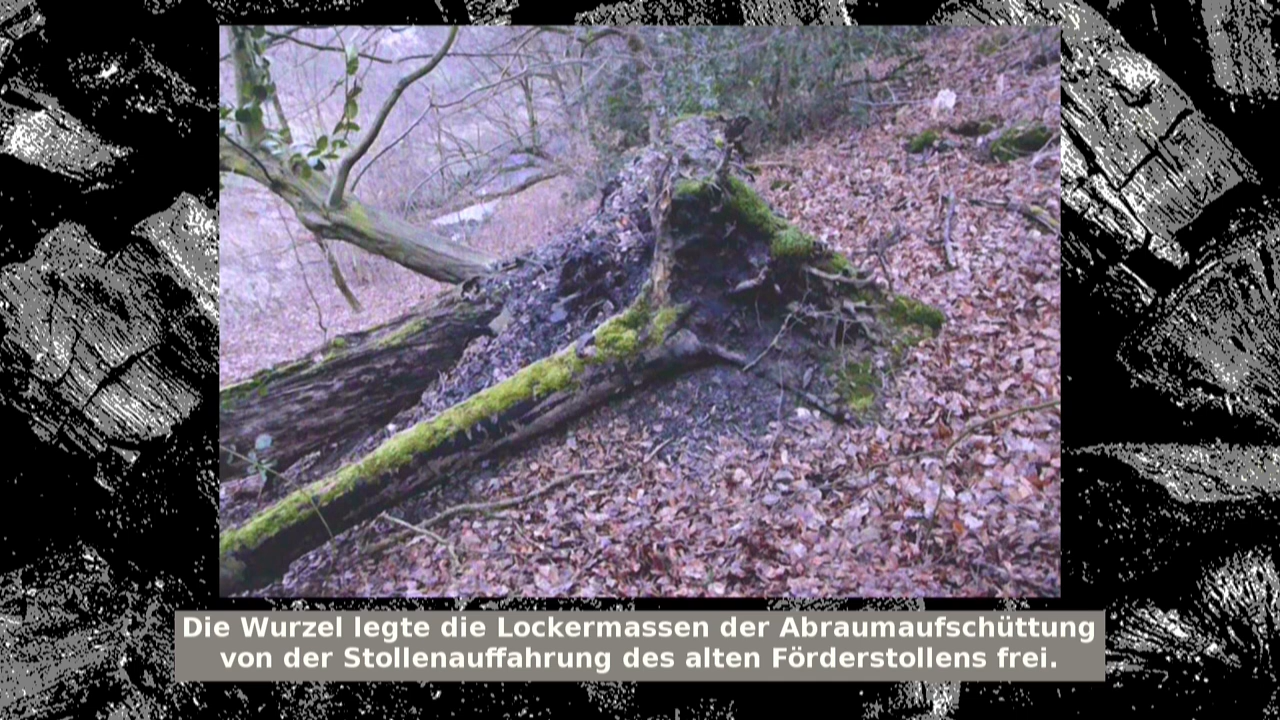 Die Wurzel legte die Lockermassen der Abraumaufschüttung
von der Stollenauffahrung des alten Förderstollens frei.